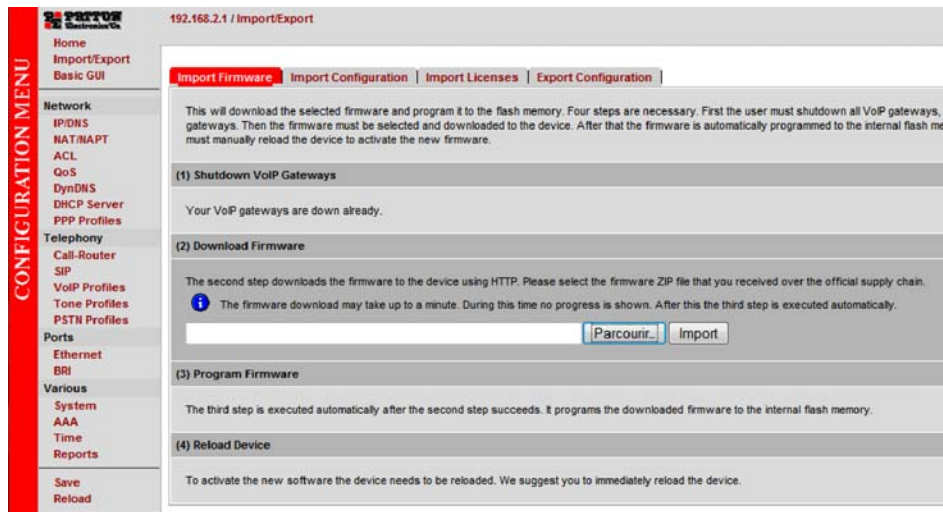 CONFIGURATION MENU
PATTON
Electronics Co.
Home
Import/Export
Basic GUI
Network
IP/DNS
NAT/NAPT
ACL
QoS
DynDNS
DHCP Server
PPP Profiles
Telephony
Call-Router
SIP
VoIP Profiles
Tone Profiles
PSTN Profiles
Ports
Ethernet
BRI
Various
System
AAA
Time
Reports
Save
Reload
192.168.2.1 / Import/Export
Import Firmware | Import Configuration | Import Licenses | Export Configuration |
This will download the selected firmware and program it to the flash memory. Four steps are necessary. First the user must shutdown all VoIP gateways,
gateways. Then the firmware must be selected and downloaded to the device. After that the firmware is automatically programmed to the internal flash me
must manually reload the device to activate the new firmware.
(1) Shutdown VoIP Gateways
Your VoIP gateways are down already.
(2) Download Firmware
The second step downloads the firmware to the device using HTTP. Please select the firmware ZIP file that you received over the official supply chain.
i The firmware download may take up to a minute. During this time no progress is shown. After this the third step is executed automatically.
Parcourir... Import
(3) Program Firmware
The third step is executed automatically after the second step succeeds. It programs the downloaded firmware to the internal flash memory.
(4) Reload Device
To activate the new software the device needs to be reloaded. We suggest you to immediately reload the device.